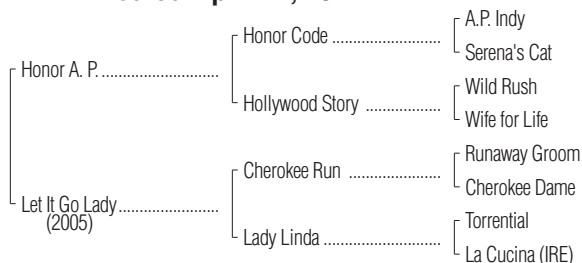 A.P. Indy
Honor Code ........................
Serena's Cat
Honor A. P. ..........................
Wild Rush
Hollywood Story ................
Wife for Life
Runaway Groom
Cherokee Run ....................
Cherokee Dame
Let It Go Lady ......................
(2005)
Torrential
Lady Linda .........................
La Cucina (IRE)